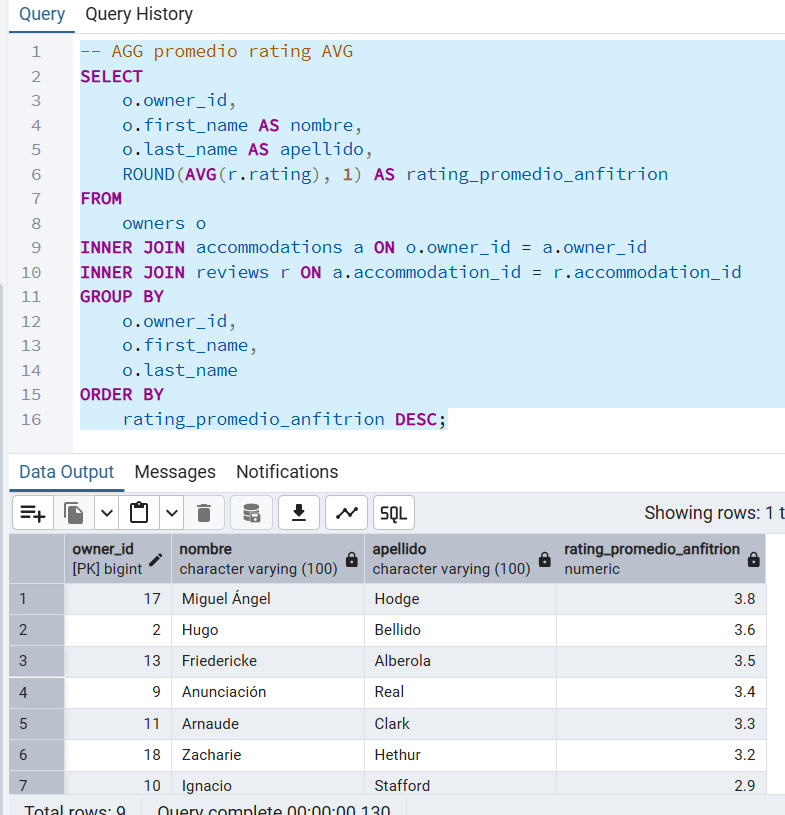 Query Query History
1 -- AGG promedio rating AVG
2 SELECT
3 o.owner_id,
4 o.first_name AS nombre,
5 o.last_name AS apellido,
6 ROUND(AVG(r.rating), 1) AS rating_promedio_anfitrion
7 FROM
8 owners o
9 INNER JOIN accommodations a ON o.owner_id = a.owner_id
10 INNER JOIN reviews r ON a.accommodation_id = r.accommodation_id
11 GROUP BY
12 o.owner_id,
13 o.first_name,
14 o.last_name
15 ORDER BY
16 rating_promedio_anfitrion DESC;
Data Output Messages Notifications
SQL Showing rows: 1 t
owner_id nombre apellido rating_promedio_anfitrion
[PK] bigint character varying (100) character varying (100) numeric
1 17 Miguel Ángel Hodge 3.8
2 2 Hugo Bellido 3.6
3 13 Friedericke Alberola 3.5
4 9 Anunciación Real 3.4
5 11 Arnaude Clark 3.3
6 18 Zacharie Hethur 3.2
7 10 Ignacio Stafford 2.9
Total rows: 9 Query complete 00:00:00.130